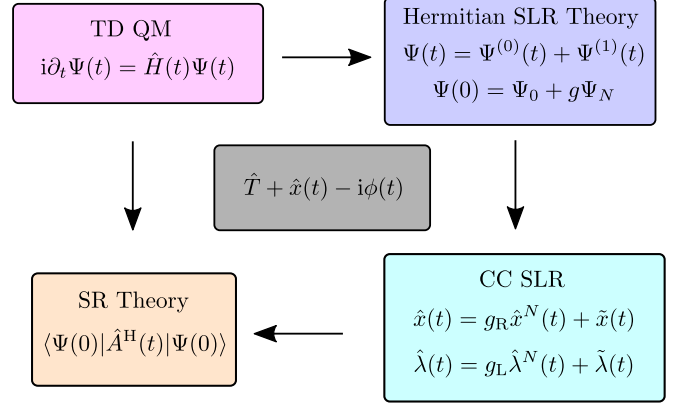 TD QM
i∂ₜΨ(t) = Ĥ(t)Ψ(t)
Hermitian SLR Theory
Ψ(t) = Ψ⁽⁰⁾(t) + Ψ⁽¹⁾(t)
Ψ(0) = Ψ₀ + gΨ_N
T̂ + x̂(t) − iϕ(t)
SR Theory
⟨Ψ(0)|Â^H(t)|Ψ(0)⟩
CC SLR
x̂(t) = g_R x̂^N(t) + x̃(t)
λ̂(t) = g_L λ̂^N(t) + λ̃(t)